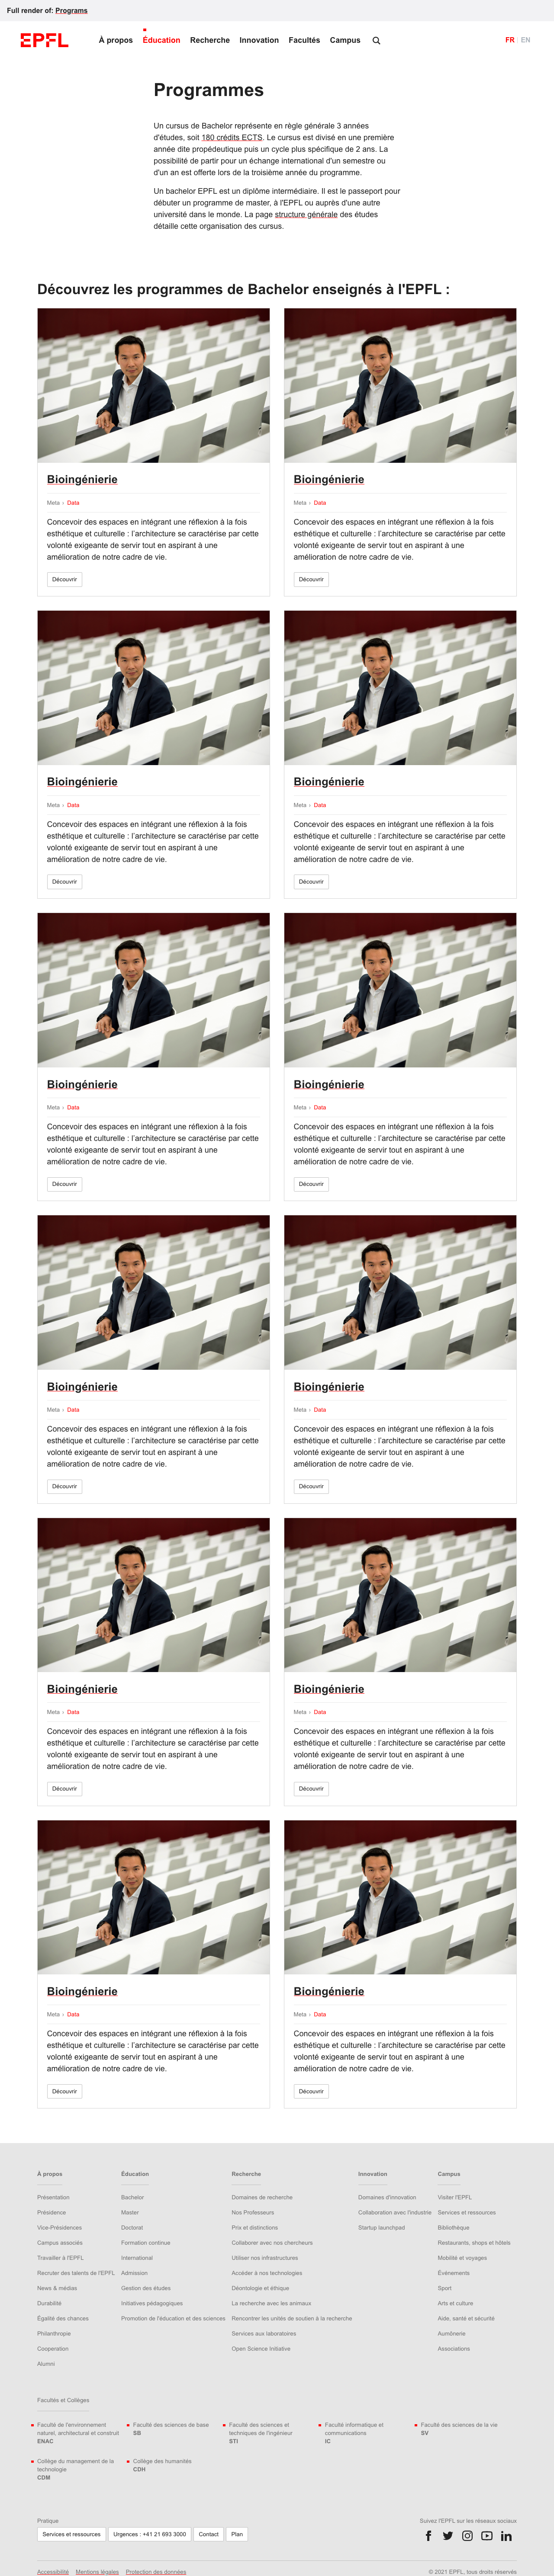 Full render of: Programs
EPFL
À propos Éducation Recherche Innovation Facultés Campus
FR EN
Programmes
Un cursus de Bachelor représente en règle générale 3 années
d'études, soit 180 crédits ECTS. Le cursus est divisé en une première
année dite propédeutique puis un cycle plus spécifique de 2 ans. La
possibilité de partir pour un échange international d'un semestre ou
d'un an est offerte lors de la troisième année du programme.
Un bachelor EPFL est un diplôme intermédiaire. Il est le passeport pour
débuter un programme de master, à l'EPFL ou auprès d'une autre
université dans le monde. La page structure générale des études
détaille cette organisation des cursus.
Découvrez les programmes de Bachelor enseignés à l'EPFL :
Bioingénierie
Meta › Data
Concevoir des espaces en intégrant une réflexion à la fois
esthétique et culturelle : l'architecture se caractérise par cette
volonté exigeante de servir tout en aspirant à une
amélioration de notre cadre de vie.
Découvrir
Bioingénierie
Meta › Data
Concevoir des espaces en intégrant une réflexion à la fois
esthétique et culturelle : l'architecture se caractérise par cette
volonté exigeante de servir tout en aspirant à une
amélioration de notre cadre de vie.
Découvrir
Bioingénierie
Meta › Data
Concevoir des espaces en intégrant une réflexion à la fois
esthétique et culturelle : l'architecture se caractérise par cette
volonté exigeante de servir tout en aspirant à une
amélioration de notre cadre de vie.
Découvrir
Bioingénierie
Meta › Data
Concevoir des espaces en intégrant une réflexion à la fois
esthétique et culturelle : l'architecture se caractérise par cette
volonté exigeante de servir tout en aspirant à une
amélioration de notre cadre de vie.
Découvrir
Bioingénierie
Meta › Data
Concevoir des espaces en intégrant une réflexion à la fois
esthétique et culturelle : l'architecture se caractérise par cette
volonté exigeante de servir tout en aspirant à une
amélioration de notre cadre de vie.
Découvrir
Bioingénierie
Meta › Data
Concevoir des espaces en intégrant une réflexion à la fois
esthétique et culturelle : l'architecture se caractérise par cette
volonté exigeante de servir tout en aspirant à une
amélioration de notre cadre de vie.
Découvrir
Bioingénierie
Meta › Data
Concevoir des espaces en intégrant une réflexion à la fois
esthétique et culturelle : l'architecture se caractérise par cette
volonté exigeante de servir tout en aspirant à une
amélioration de notre cadre de vie.
Découvrir
Bioingénierie
Meta › Data
Concevoir des espaces en intégrant une réflexion à la fois
esthétique et culturelle : l'architecture se caractérise par cette
volonté exigeante de servir tout en aspirant à une
amélioration de notre cadre de vie.
Découvrir
Bioingénierie
Meta › Data
Concevoir des espaces en intégrant une réflexion à la fois
esthétique et culturelle : l'architecture se caractérise par cette
volonté exigeante de servir tout en aspirant à une
amélioration de notre cadre de vie.
Découvrir
Bioingénierie
Meta › Data
Concevoir des espaces en intégrant une réflexion à la fois
esthétique et culturelle : l'architecture se caractérise par cette
volonté exigeante de servir tout en aspirant à une
amélioration de notre cadre de vie.
Découvrir
Bioingénierie
Meta › Data
Concevoir des espaces en intégrant une réflexion à la fois
esthétique et culturelle : l'architecture se caractérise par cette
volonté exigeante de servir tout en aspirant à une
amélioration de notre cadre de vie.
Découvrir
Bioingénierie
Meta › Data
Concevoir des espaces en intégrant une réflexion à la fois
esthétique et culturelle : l'architecture se caractérise par cette
volonté exigeante de servir tout en aspirant à une
amélioration de notre cadre de vie.
Découvrir
À propos
Présentation
Présidence
Vice-Présidences
Campus associés
Travailler à l'EPFL
Recruter des talents de l'EPFL
News & médias
Durabilité
Égalité des chances
Philanthropie
Cooperation
Alumni
Éducation
Bachelor
Master
Doctorat
Formation continue
International
Admission
Gestion des études
Initiatives pédagogiques
Promotion de l'éducation et des sciences
Recherche
Domaines de recherche
Nos Professeurs
Prix et distinctions
Collaborer avec nos chercheurs
Utiliser nos infrastructures
Accéder à nos technologies
Déontologie et éthique
La recherche avec les animaux
Rencontrer les unités de soutien à la recherche
Services aux laboratoires
Open Science Initiative
Innovation
Domaines d'innovation
Collaboration avec l'industrie
Startup launchpad
Campus
Visiter l'EPFL
Services et ressources
Bibliothèque
Restaurants, shops et hôtels
Mobilité et voyages
Événements
Sport
Arts et culture
Aide, santé et sécurité
Aumônerie
Associations
Facultés et Collèges
Faculté de l'environnement
naturel, architectural et construit
ENAC
Faculté des sciences de base
SB
Faculté des sciences et
techniques de l'ingénieur
STI
Faculté informatique et
communications
IC
Faculté des sciences de la vie
SV
Collège du management de la
technologie
CDM
Collège des humanités
CDH
Pratique
Services et ressources Urgences : +41 21 693 3000 Contact Plan
Suivez l'EPFL sur les réseaux sociaux
Accessibilité Mentions légales Protection des données
© 2021 EPFL, tous droits réservés